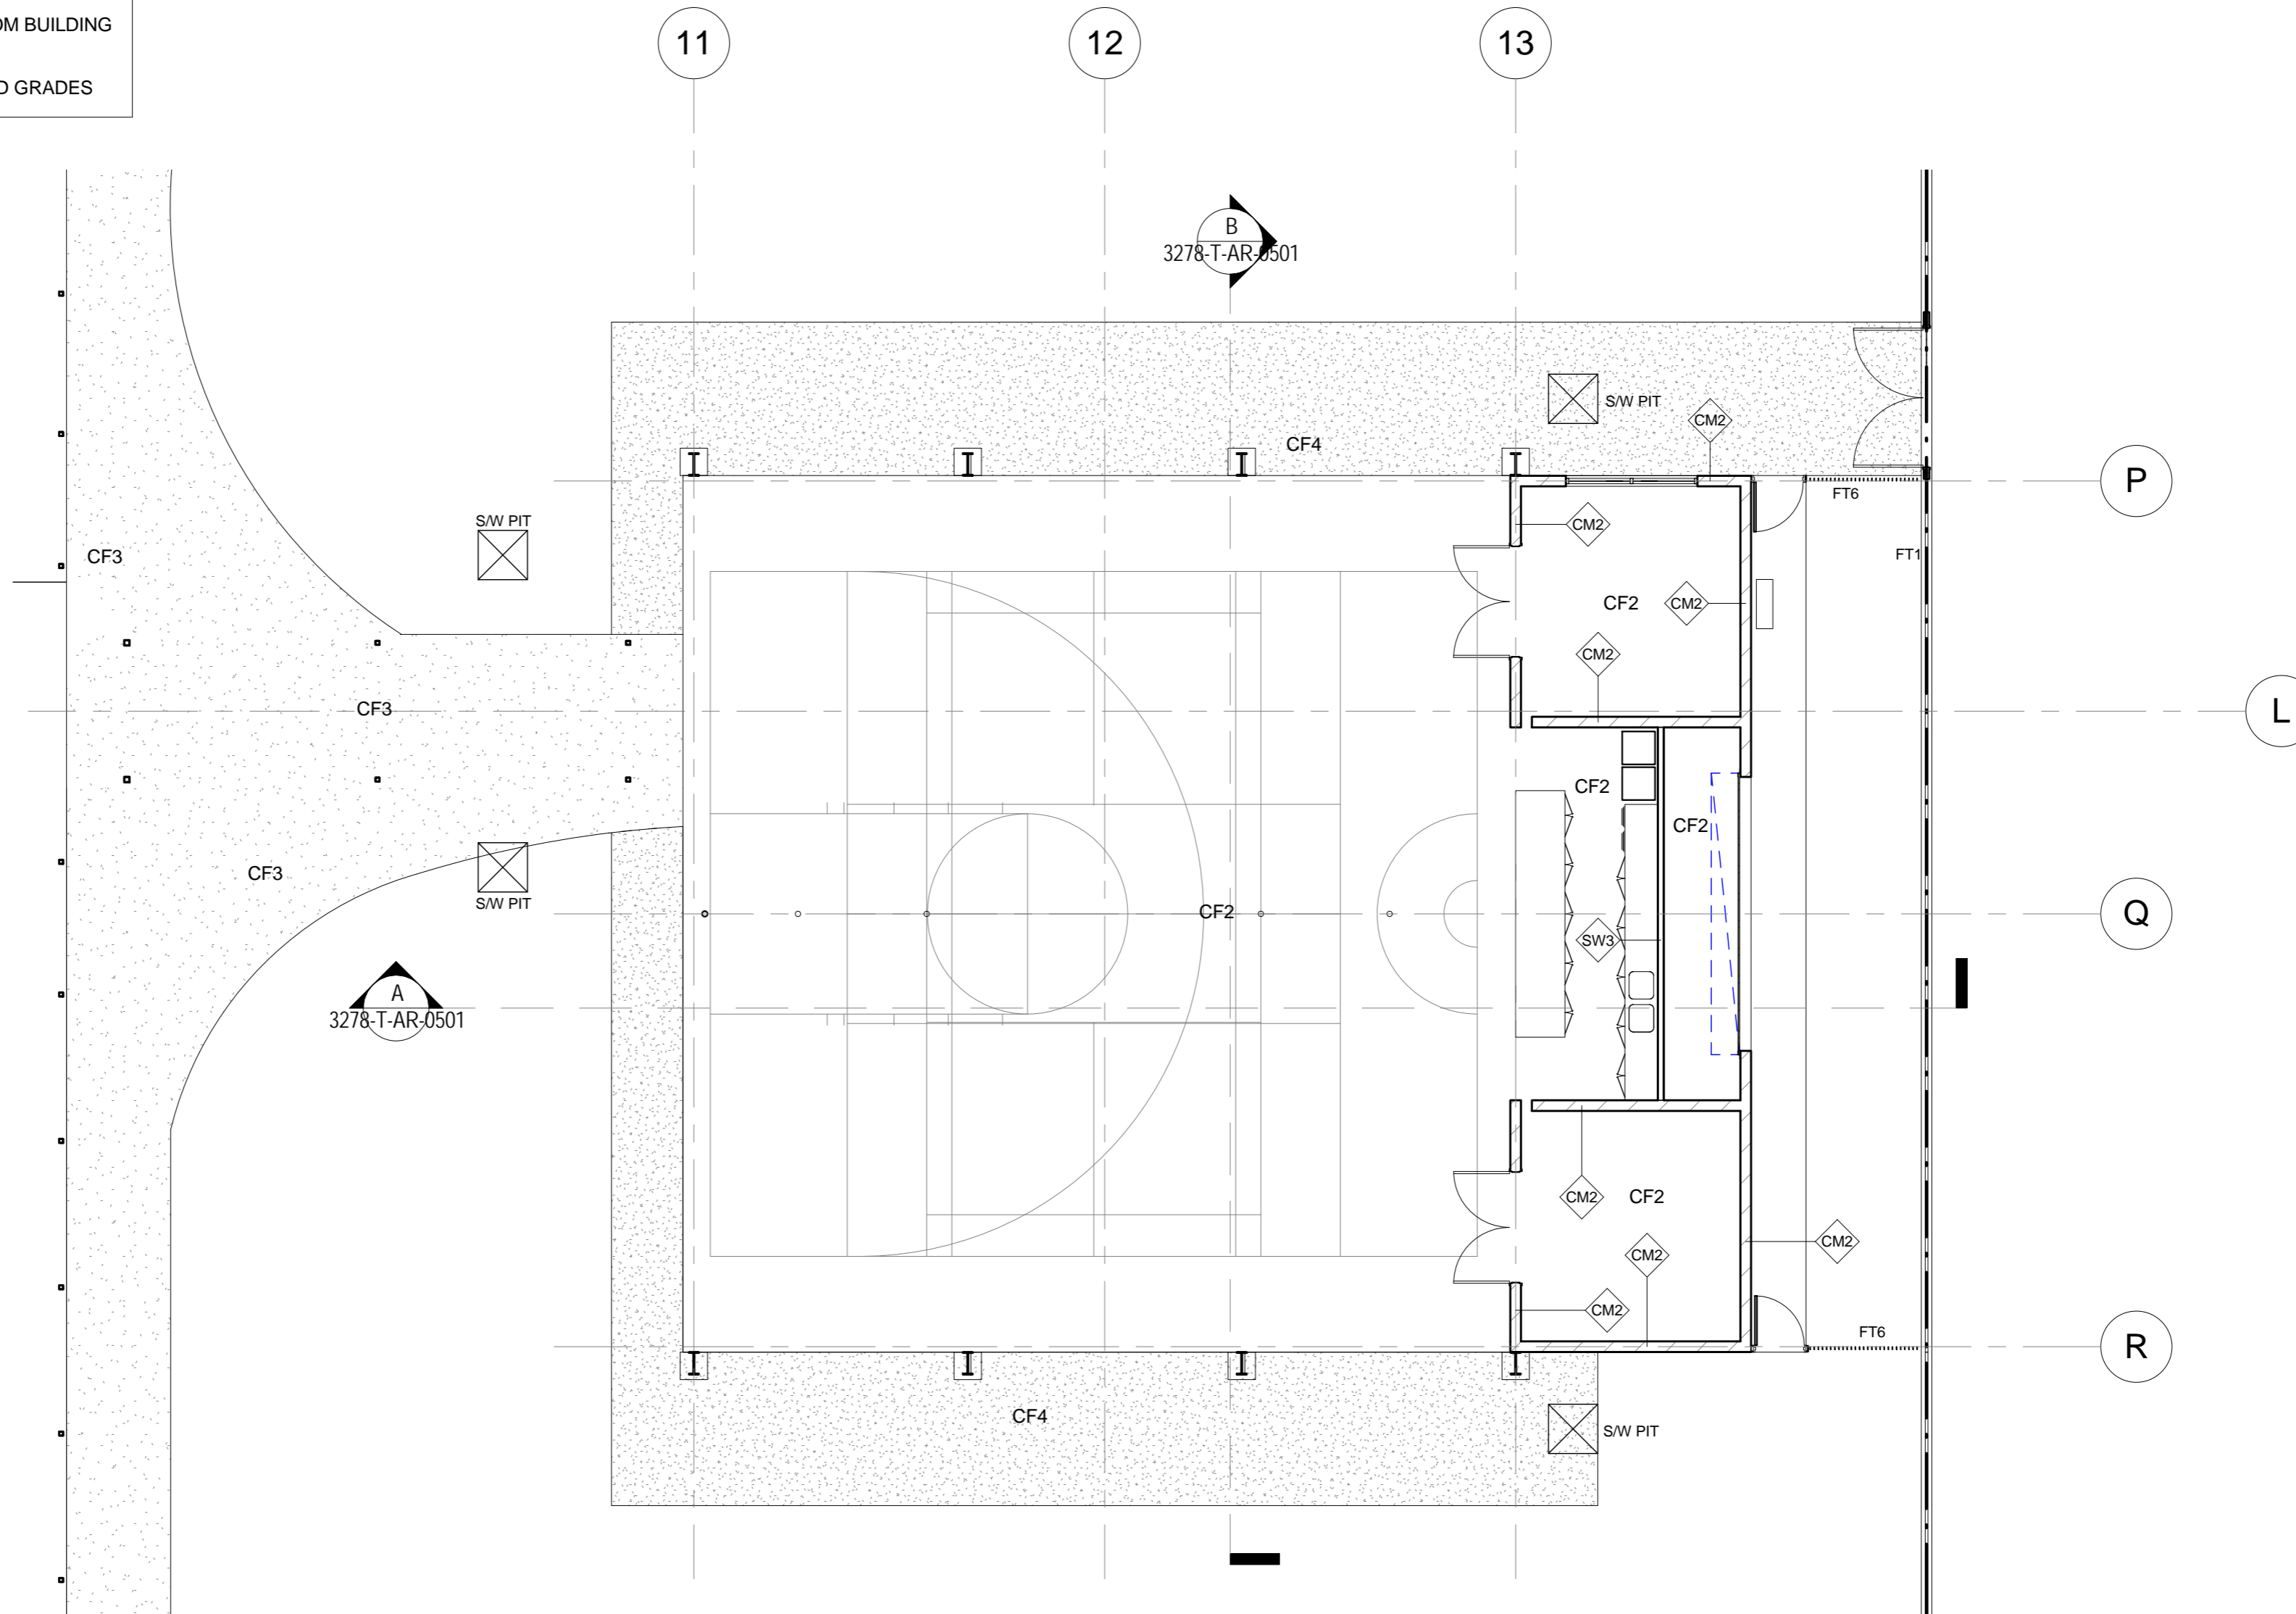 OM BUILDING
D GRADES
11
12
13
B
3278-T-AR-0501
S/W PIT
CM2
CF4
P
FT6
S/W PIT
CM2
FT1
CF3
CF2
CM2
CM2
CF3
L
CF2
CF2
CF3
S/W PIT
CF2
Q
SW3
A
3278-T-AR-0501
CM2
CF2
CM2
CM2
CM2
FT6
R
CF4
S/W PIT